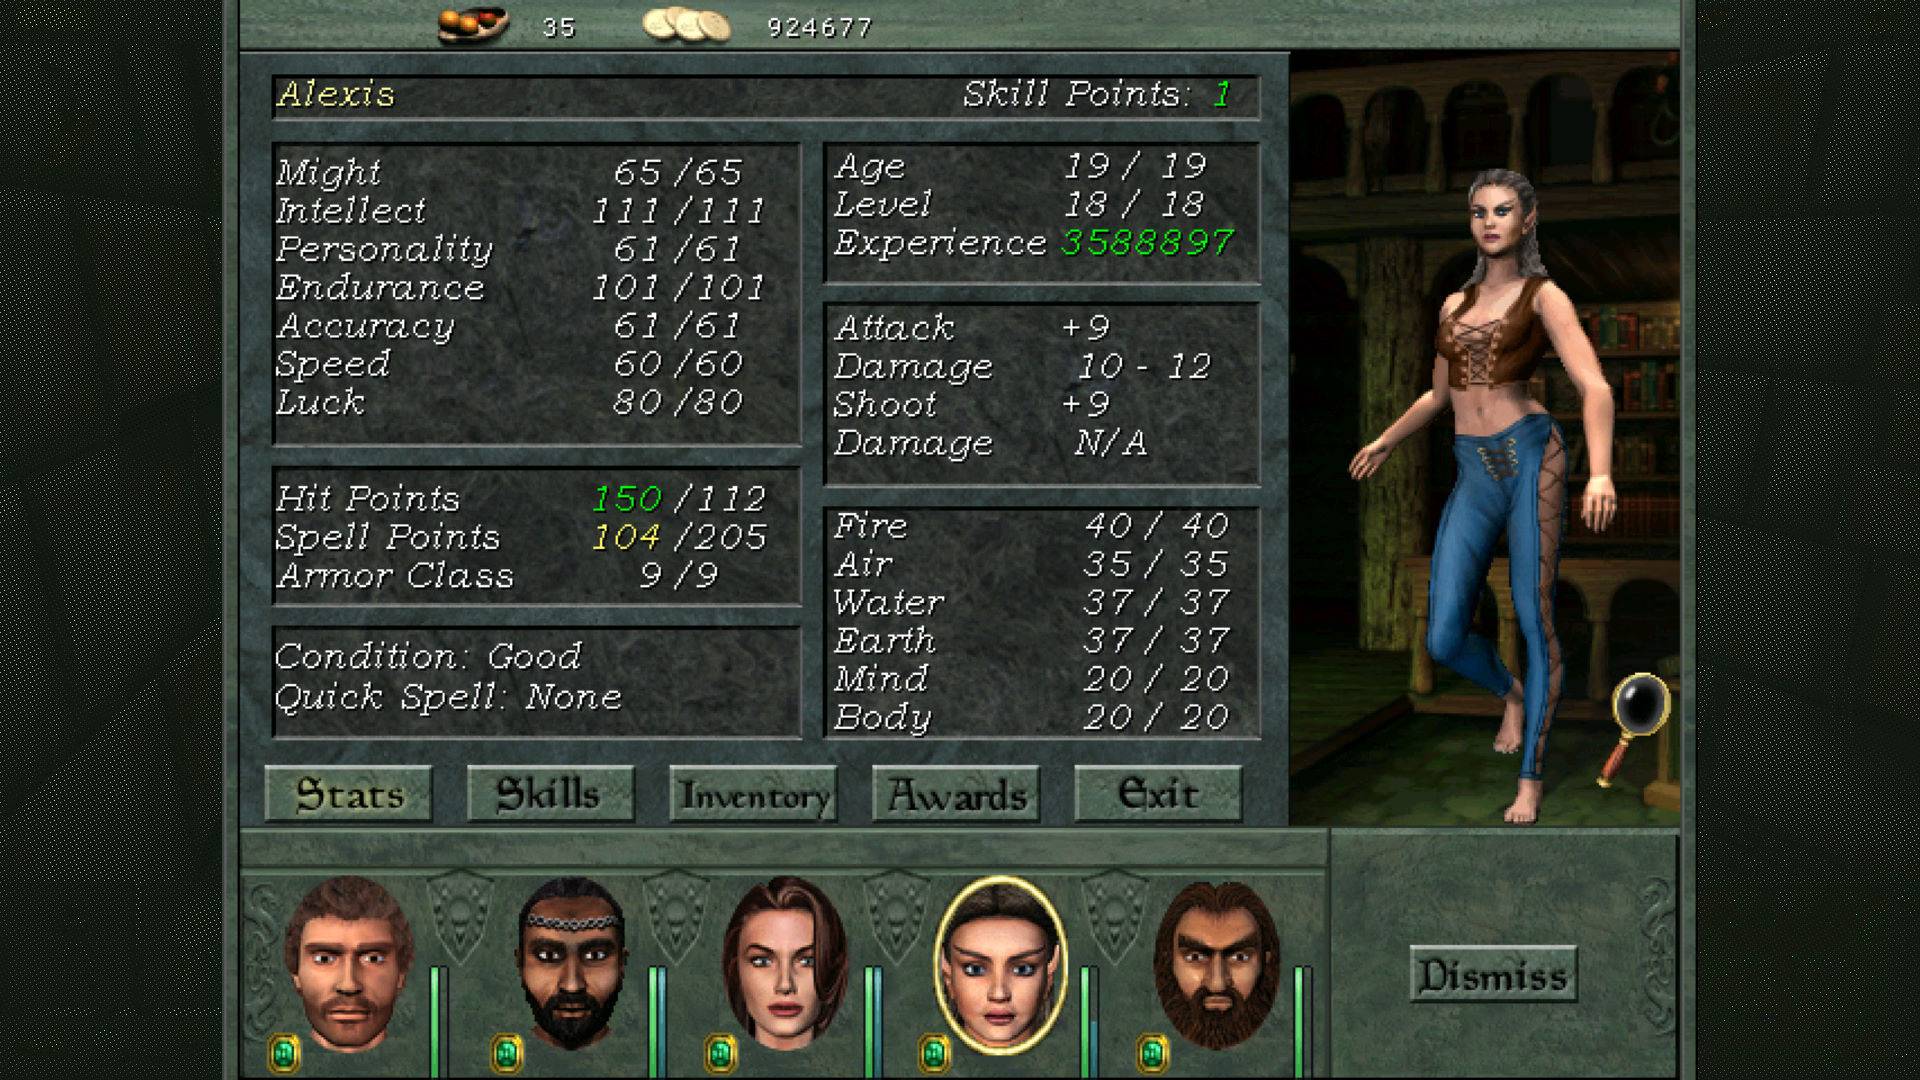 35 924677
Alexis Skill Points: 1
Might 65 /65
Intellect 111 /111
Personality 61 /61
Endurance 101 /101
Accuracy 61 /61
Speed 60 /60
Luck 80 /80
Hit Points 150 /112
Spell Points 104 /205
Armor Class 9 /9
Condition: Good
Quick Spell: None
Age 19 / 19
Level 18 / 18
Experience 3588897
Attack +9
Damage 10 - 12
Shoot +9
Damage N/A
Fire 40 / 40
Air 35 / 35
Water 37 / 37
Earth 37 / 37
Mind 20 / 20
Body 20 / 20
Stats Skills Inventory Awards Exit
Dismiss